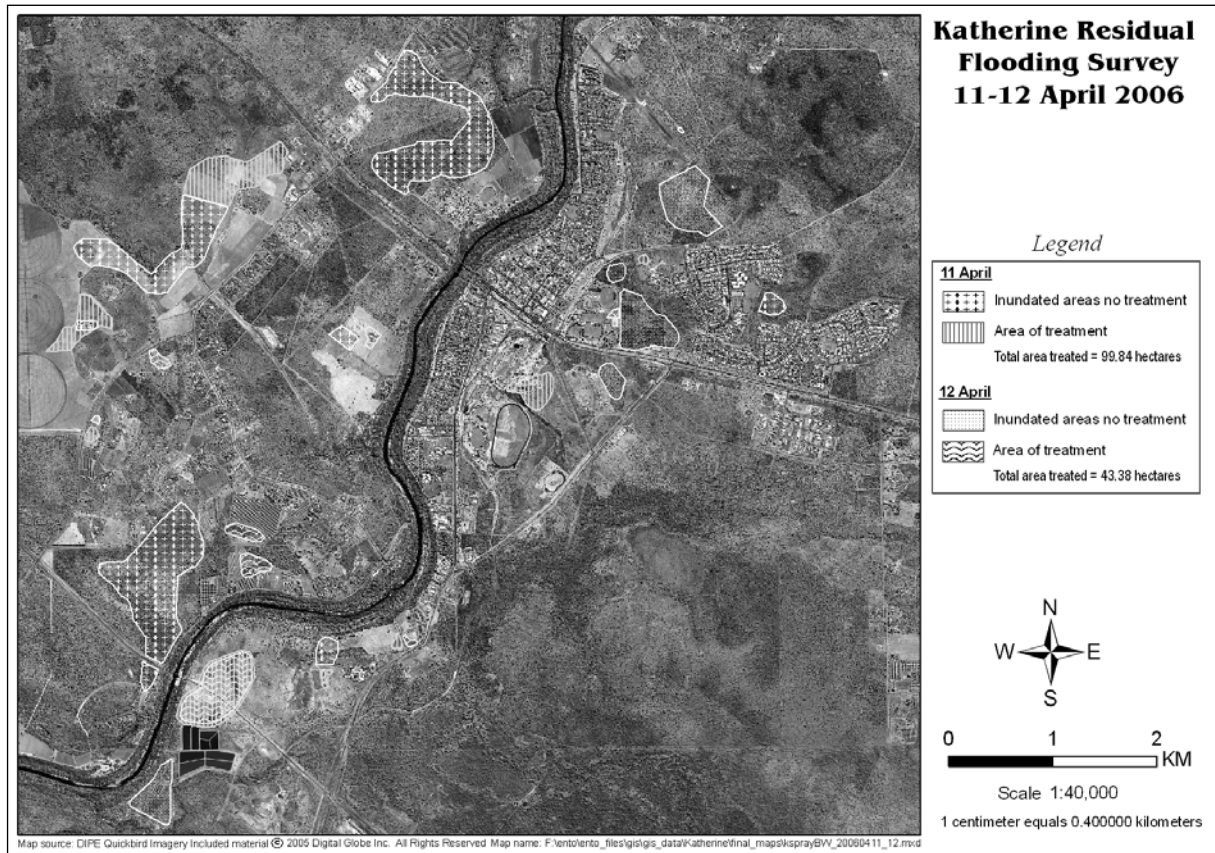 Katherine Residual
Flooding Survey
11-12 April 2006
Legend
11 April
Inundated areas no treatment
Area of treatment
Total area treated = 99.84 hectares
12 April
Inundated areas no treatment
Area of treatment
Total area treated = 43.38 hectares
N
W E
S
0 1 2
KM
Scale 1:40,000
1 centimeter equals 0.400000 kilometers
Map source: DIPE Quickbird Imagery Included material © 2005 Digital Globe Inc. All Rights Reserved Map name: F:\ento\ento_files\gis\gis_data\Katherine\final_maps\ksprayBW_20060411_12.mxd